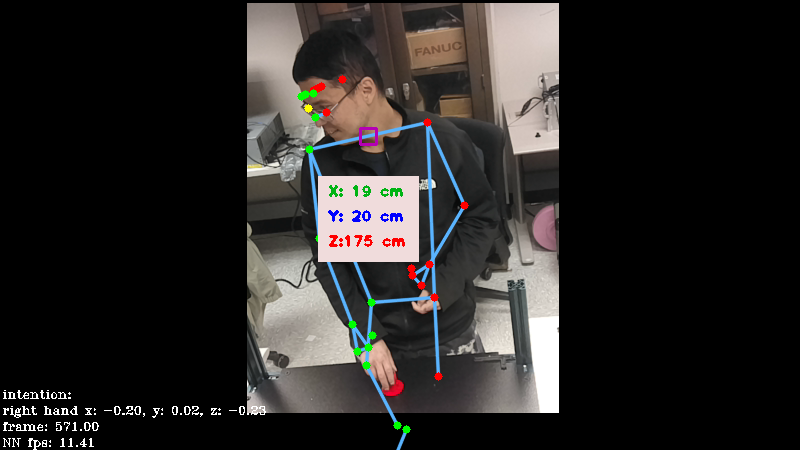 FANUC
X: 19 cm
Y: 20 cm
Z:175 cm
intention:
right hand x: -0.20, y: 0.02, z: -0.23
frame: 571.00
NN fps: 11.41